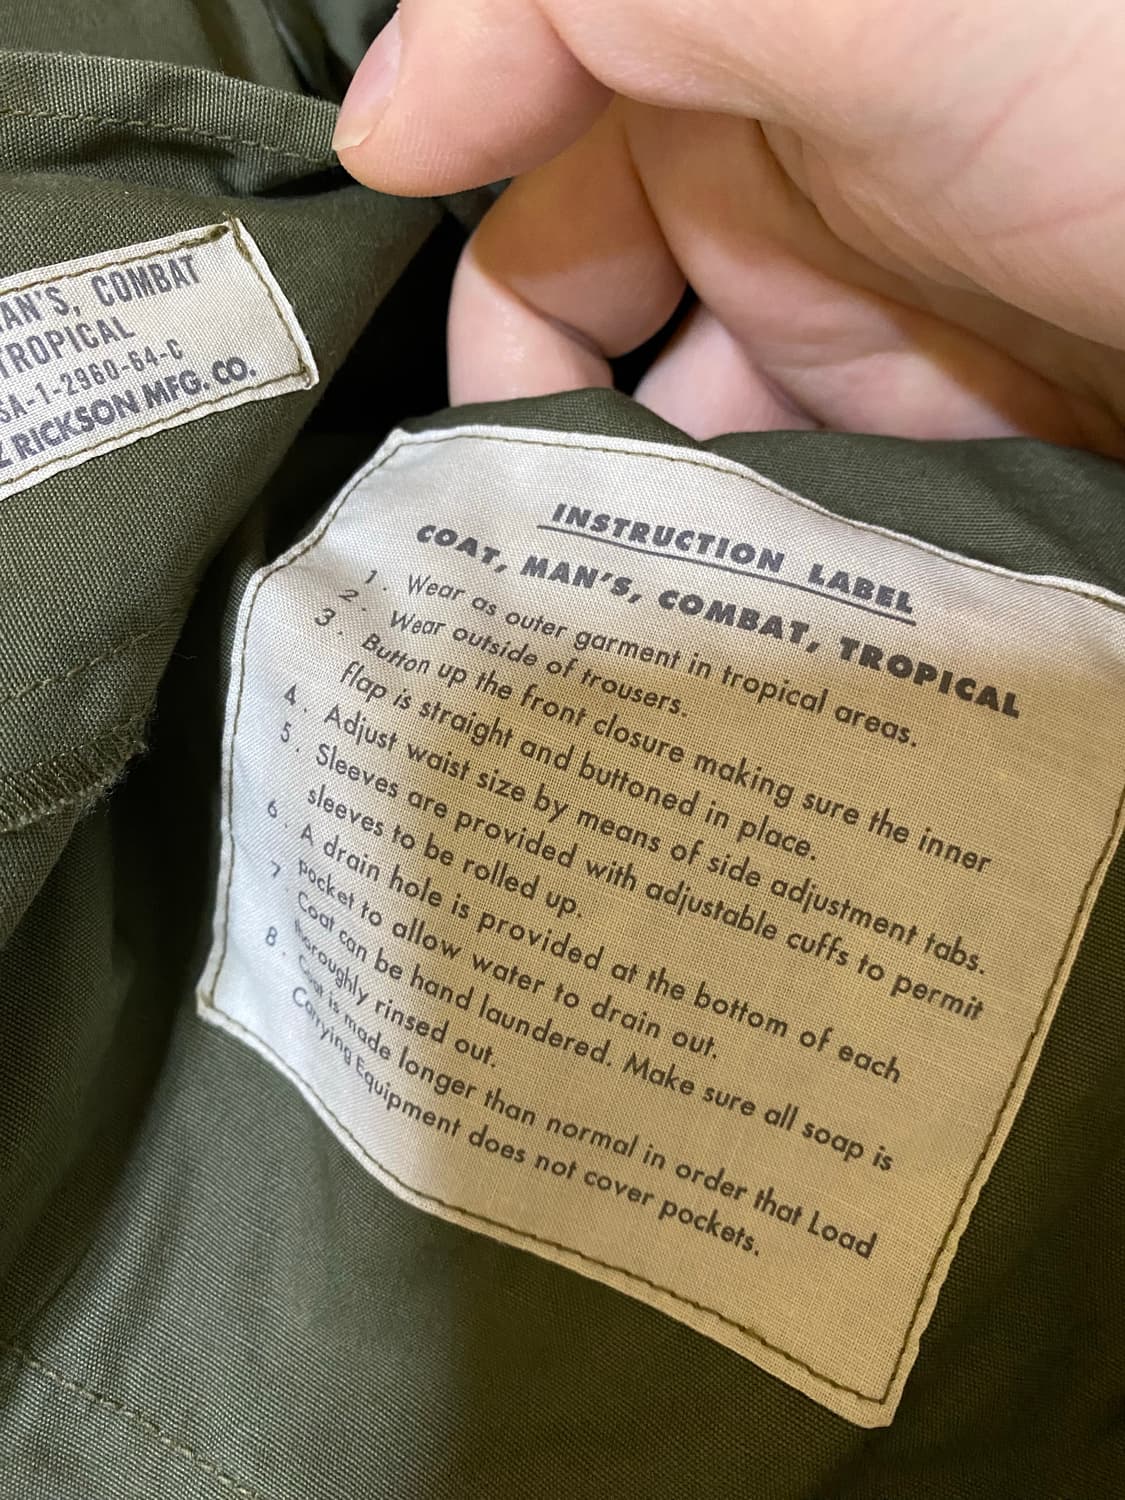 MAN'S, COMBAT
TROPICAL
SA-1-2960-64-C
Z RICKSON MFG. CO.
INSTRUCTION LABEL
COAT, MAN'S, COMBAT, TROPICAL
1. Wear as outer garment in tropical areas.
2. Wear outside of trousers.
3. Button up the front closure making sure the inner
flap is straight and buttoned in place.
4. Adjust waist size by means of side adjustment tabs.
5. Sleeves are provided with adjustable cuffs to permit
sleeves to be rolled up.
6. A drain hole is provided at the bottom of each
pocket to allow water to drain out.
7. Coat can be hand laundered. Make sure all soap is
thoroughly rinsed out.
8. Coat is made longer than normal in order that Load
Carrying Equipment does not cover pockets.